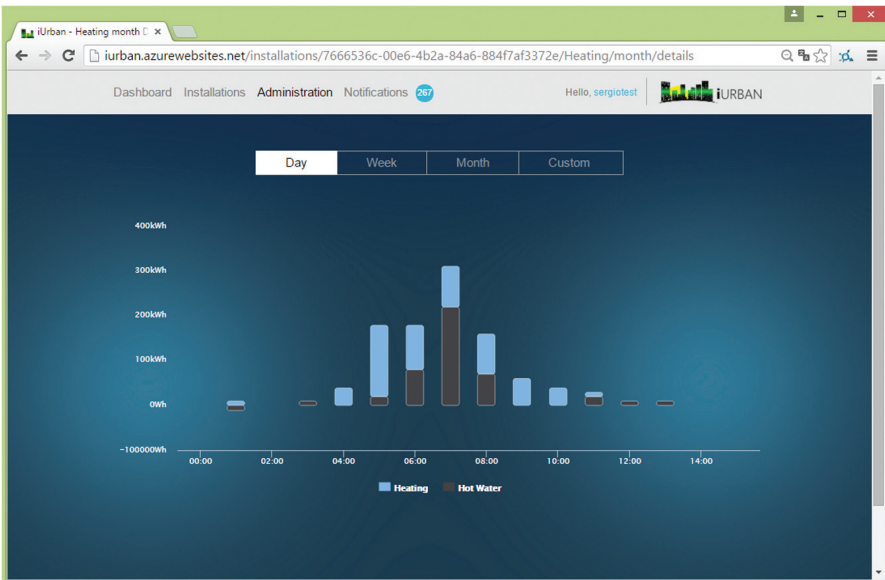 iUrban - Heating month D
iurban.azurewebsites.net/installations/7666536c-00e6-4b2a-84a6-884f7af3372e/Heating/month/details
Dashboard Installations Administration Notifications 267 Hello, sergiotest iURBAN
Day Week Month Custom
400kWh
300kWh
200kWh
100kWh
0Wh
-100000Wh
00:00 02:00 04:00 06:00 08:00 10:00 12:00 14:00
Heating Hot Water